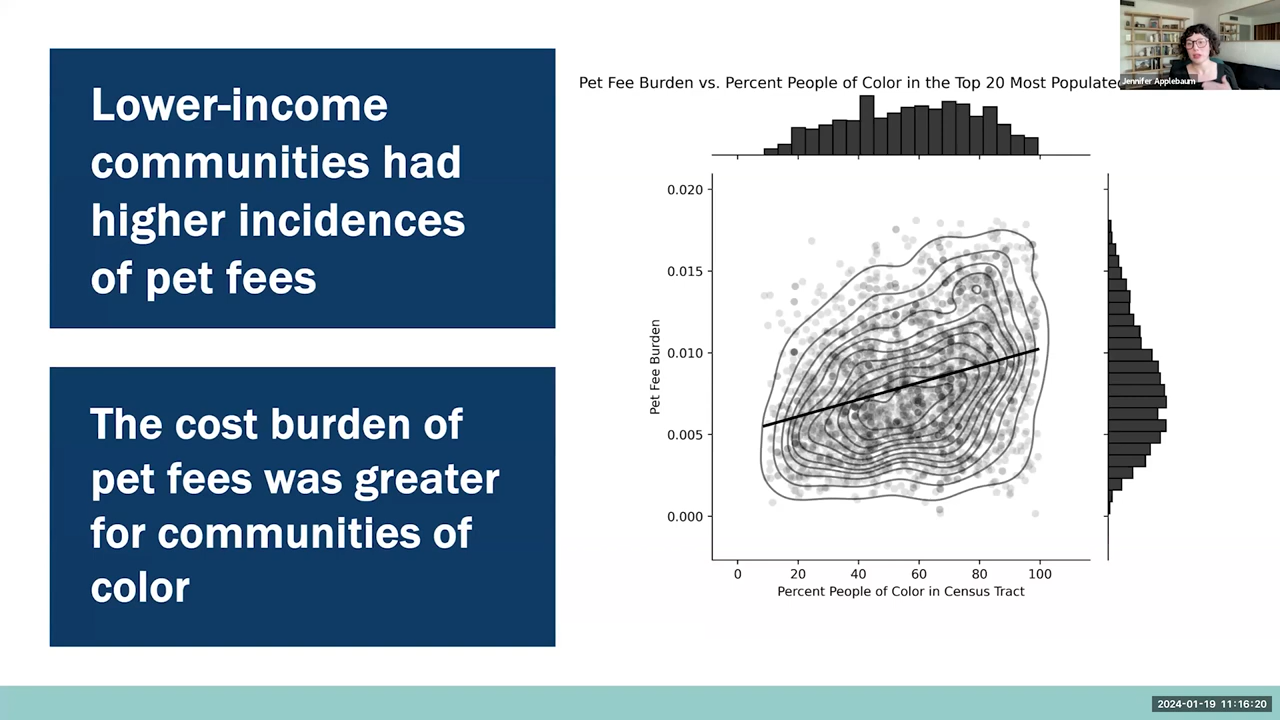 Lower-income
communities had
higher incidences
of pet fees
The cost burden of
pet fees was greater
for communities of
color
Pet Fee Burden vs. Percent People of Color in the Top 20 Most Populated
Jennifer Applebaum
0.020
0.015
0.010
0.005
0.000
Pet Fee Burden
0 20 40 60 80 100
Percent People of Color in Census Tract
2024-01-19 11:16:20